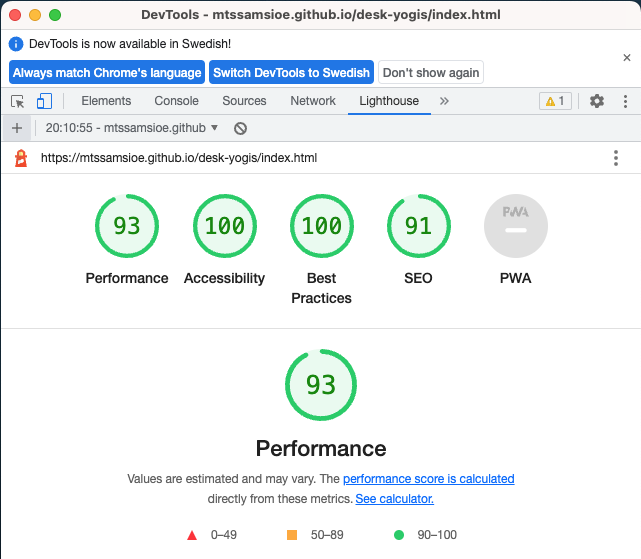 DevTools - mtssamsioe.github.io/desk-yogis/index.html
DevTools is now available in Swedish!
Always match Chrome's language Switch DevTools to Swedish Don't show again
Elements Console Sources Network Lighthouse 1
20:10:55 - mtssamsioe.github
https://mtssamsioe.github.io/desk-yogis/index.html
93 100 100 91 PWA
Performance Accessibility Best Practices SEO PWA
93
Performance
Values are estimated and may vary. The performance score is calculated
directly from these metrics. See calculator.
0–49 50–89 90–100